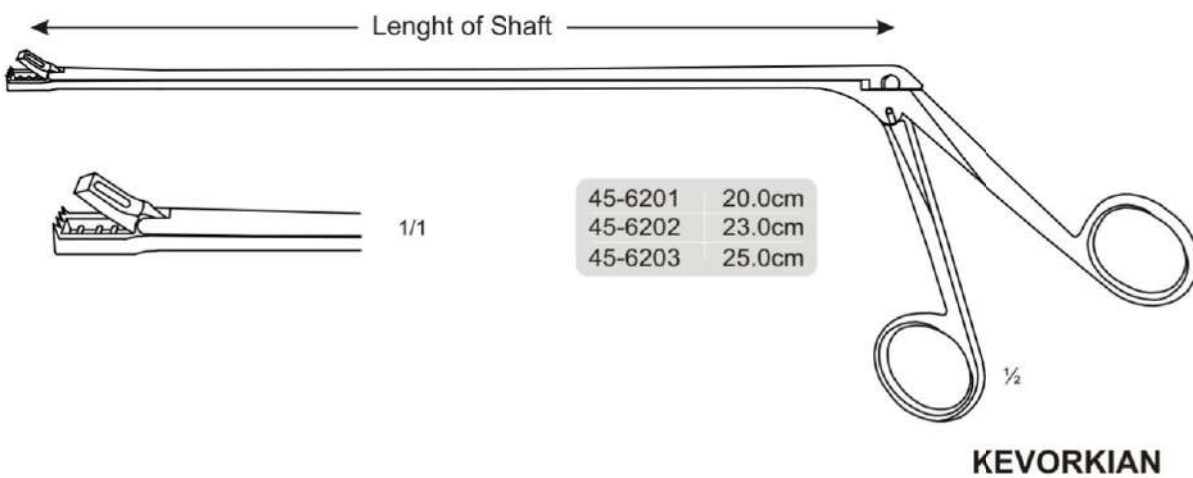 Lenght of Shaft
1/1
45-6201 20.0cm
45-6202 23.0cm
45-6203 25.0cm
½
KEVORKIAN